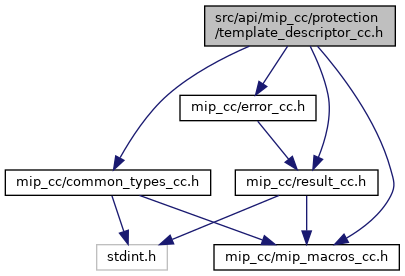 src/api/mip_cc/protection
/template_descriptor_cc.h
mip_cc/error_cc.h
mip_cc/common_types_cc.h
mip_cc/result_cc.h
stdint.h
mip_cc/mip_macros_cc.h